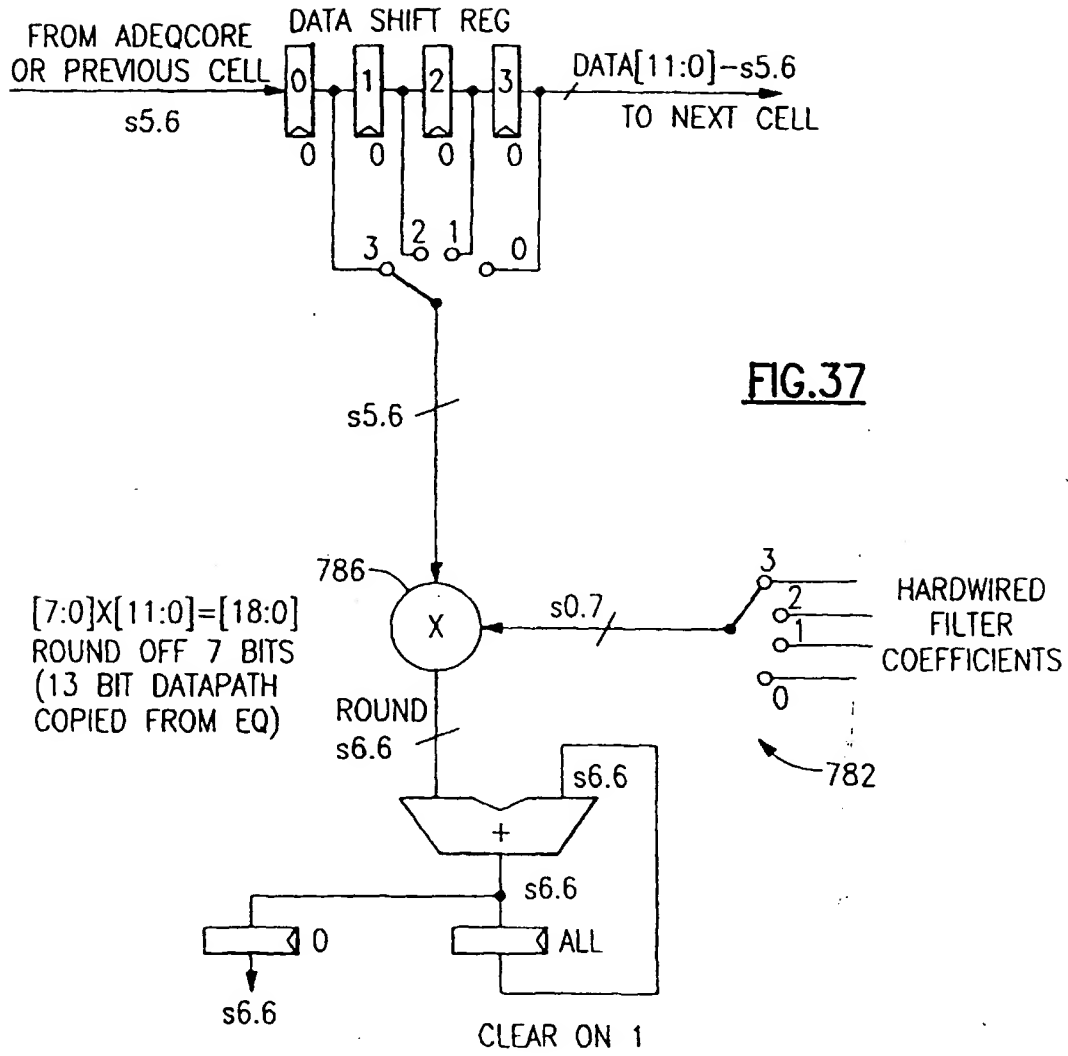 DATA SHIFT REG
FROM ADEQCORE
OR PREVIOUS CELL
s5.6
0
1
2
3
0
0
0
0
DATA[11:0]-s5.6
TO NEXT CELL
3
2
1
0
s5.6
FIG.37
786
X
s0.7
3
2
1
0
HARDWIRED
FILTER
COEFFICIENTS
782
[7:0]X[11:0]=[18:0]
ROUND OFF 7 BITS
(13 BIT DATAPATH
COPIED FROM EQ)
ROUND
s6.6
s6.6
+
s6.6
0
ALL
s6.6
CLEAR ON 1